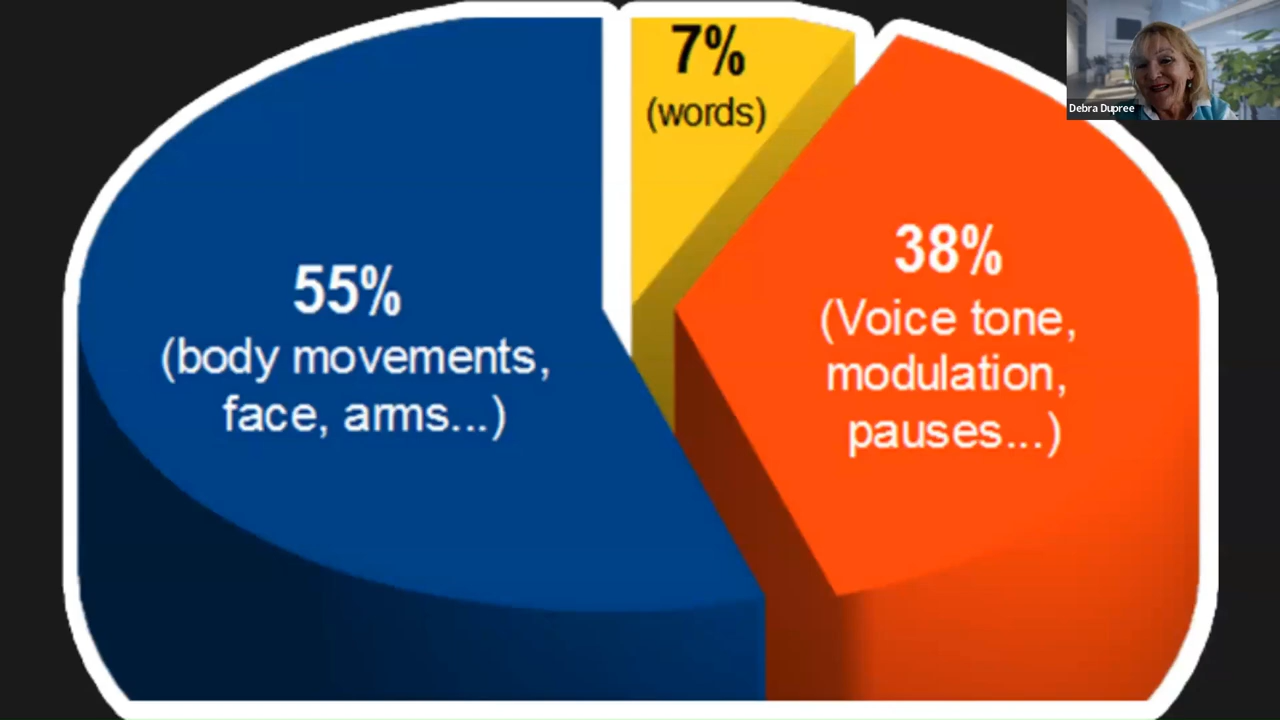 7%
(words)
55%
(body movements,
face, arms...)
38%
(Voice tone,
modulation,
pauses...)
Debra Dupree